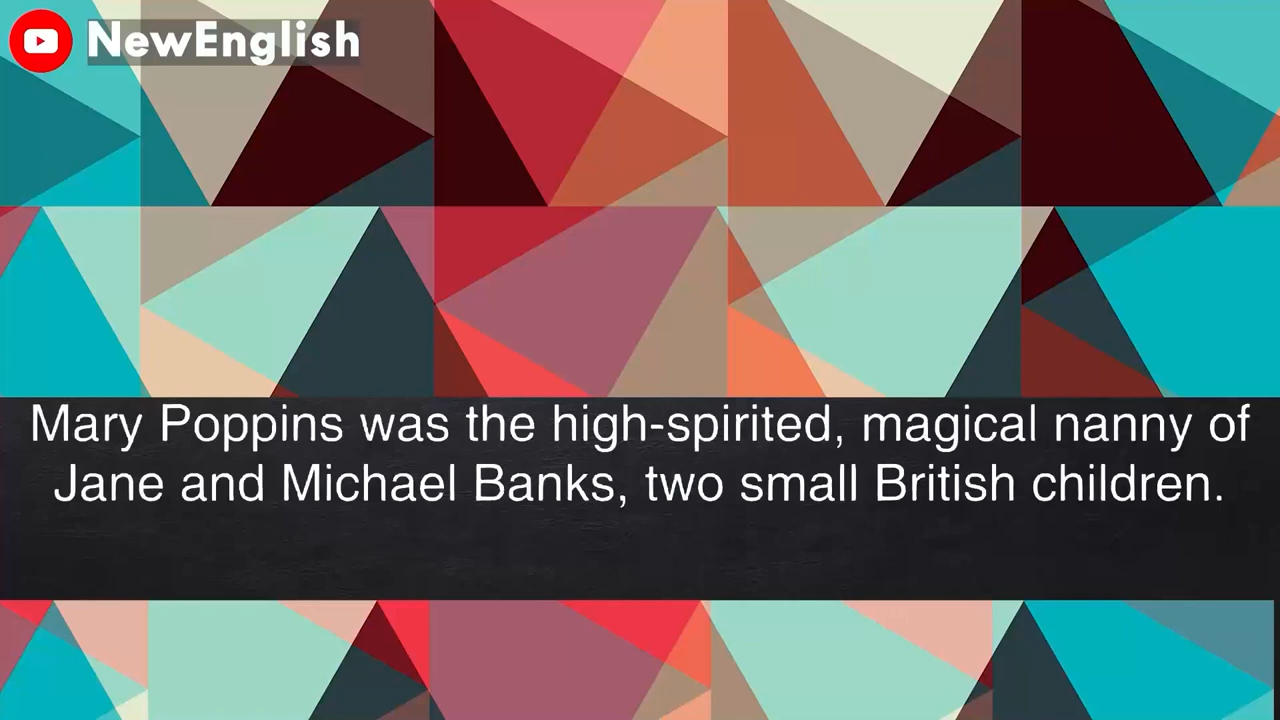 NewEnglish
Mary Poppins was the high-spirited, magical nanny of
Jane and Michael Banks, two small British children.